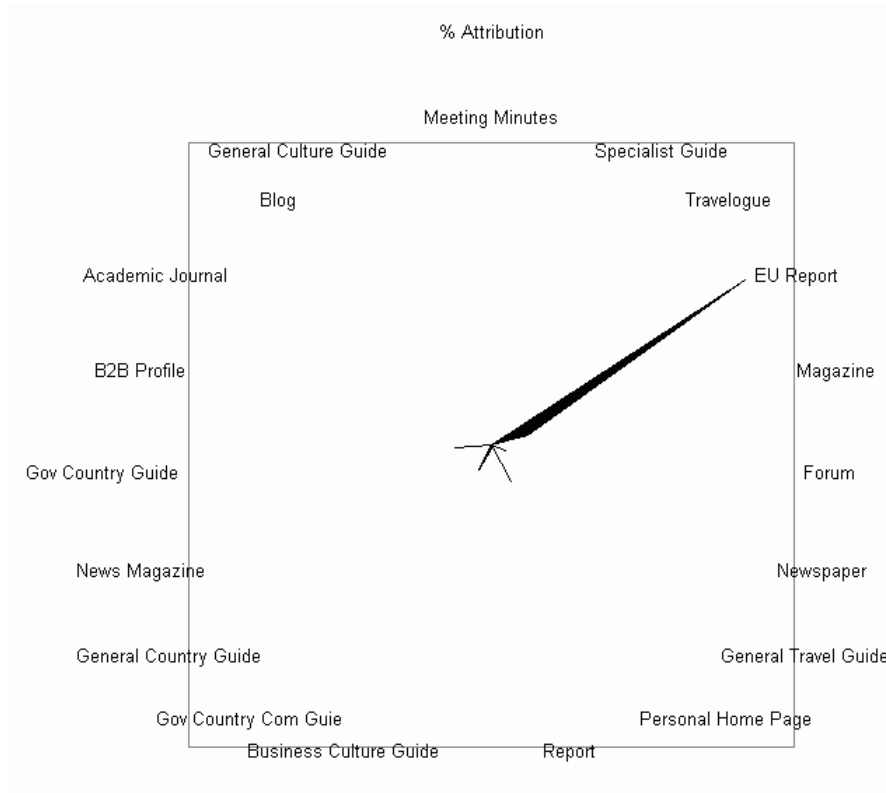 % Attribution
Meeting Minutes
General Culture Guide
Specialist Guide
Blog
Travelogue
Academic Journal
EU Report
B2B Profile
Magazine
Gov Country Guide
Forum
News Magazine
Newspaper
General Country Guide
General Travel Guide
Gov Country Com Guie
Personal Home Page
Business Culture Guide
Report